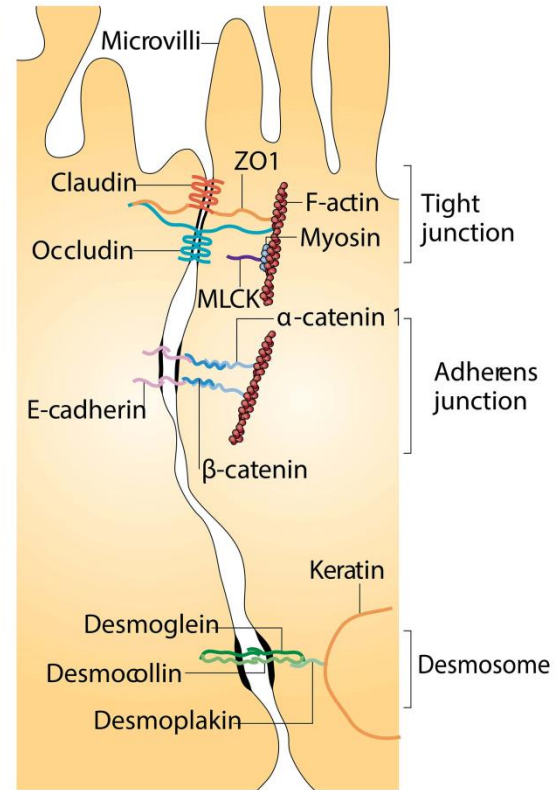 Microvilli
ZO1
Claudin
F-actin
Tight
junction
Myosin
Occludin
MLCK
α-catenin 1
Adherens
junction
E-cadherin
β-catenin
Keratin
Desmoglein
Desmosome
Desmocollin
Desmoplakin